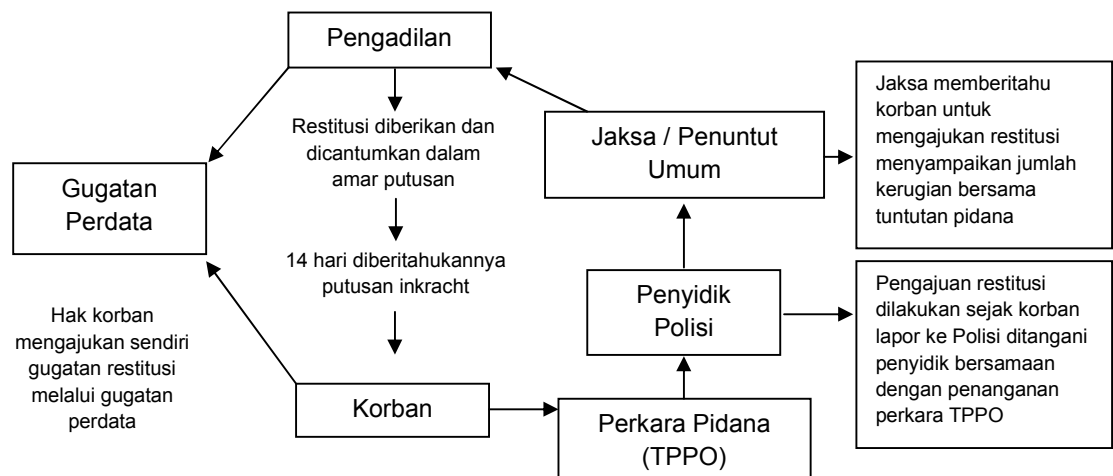 Pengadilan
Restitusi diberikan dan
dicantumkan dalam
amar putusan
14 hari diberitahukannya
putusan inkracht
Gugatan
Perdata
Hak korban
mengajukan sendiri
gugatan restitusi
melalui gugatan
perdata
Korban
Perkara Pidana
(TPPO)
Penyidik
Polisi
Jaksa / Penuntut
Umum
Jaksa memberitahu
korban untuk
mengajukan restitusi
menyampaikan jumlah
kerugian bersama
tuntutan pidana
Pengajuan restitusi
dilakukan sejak korban
lapor ke Polisi ditangani
penyidik bersamaan
dengan penanganan
perkara TPPO